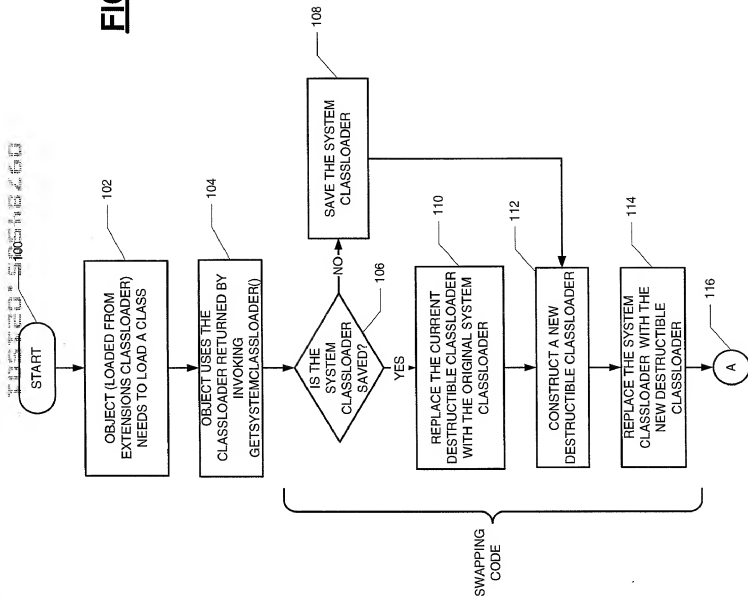 FIG
100
START
102
OBJECT (LOADED FROM
EXTENSIONS CLASSLOADER)
NEEDS TO LOAD A CLASS
104
OBJECT USES THE
CLASSLOADER RETURNED BY
INVOKING
GETSYSTEMCLASSLOADER()
IS THE
SYSTEM
CLASSLOADER
SAVED?
106
NO
108
SAVE THE SYSTEM
CLASSLOADER
YES
110
REPLACE THE CURRENT
DESTRUCTIBLE CLASSLOADER
WITH THE ORIGINAL SYSTEM
CLASSLOADER
112
CONSTRUCT A NEW
DESTRUCTIBLE CLASSLOADER
114
REPLACE THE SYSTEM
CLASSLOADER WITH THE
NEW DESTRUCTIBLE
CLASSLOADER
116
A
SWAPPING
CODE